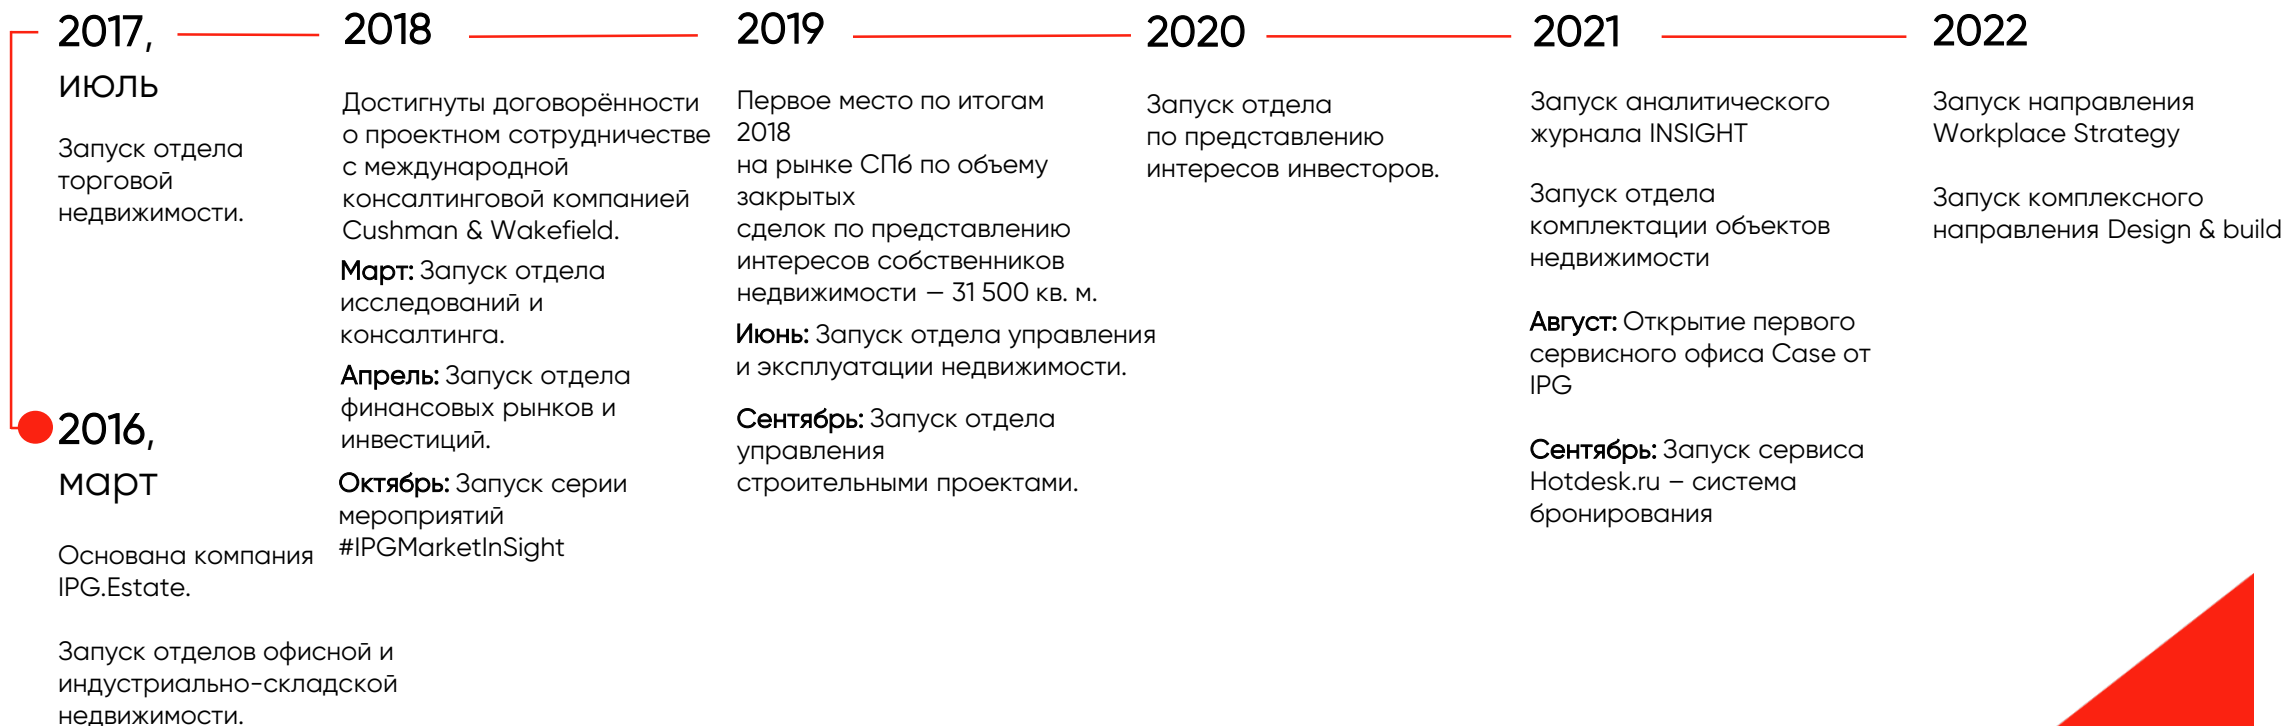 2017,
июль
Запуск отдела
торговой
недвижимости.
2016,
март
Основана компания
IPG.Estate.
Запуск отделов офисной и
индустриально-складской
недвижимости.
2018
Достигнуты договорённости
о проектном сотрудничестве
с международной
консалтинговой компанией
Cushman & Wakefield.
Март: Запуск отдела
исследований и
консалтинга.
Апрель: Запуск отдела
финансовых рынков и
инвестиций.
Октябрь: Запуск серии
мероприятий
#IPGMarketInSight
2019
Первое место по итогам
2018
на рынке СПб по объему
закрытых
сделок по представлению
интересов собственников
недвижимости — 31 500 кв. м.
Июнь: Запуск отдела управления
и эксплуатации недвижимости.
Сентябрь: Запуск отдела
управления
строительными проектами.
2020
Запуск отдела
по представлению
интересов инвесторов.
2021
Запуск аналитического
журнала INSIGHT
Запуск отдела
комплектации объектов
недвижимости
Август: Открытие первого
сервисного офиса Case от
IPG
Сентябрь: Запуск сервиса
Hotdesk.ru – система
бронирования
2022
Запуск направления
Workplace Strategy
Запуск комплексного
направления Design & build